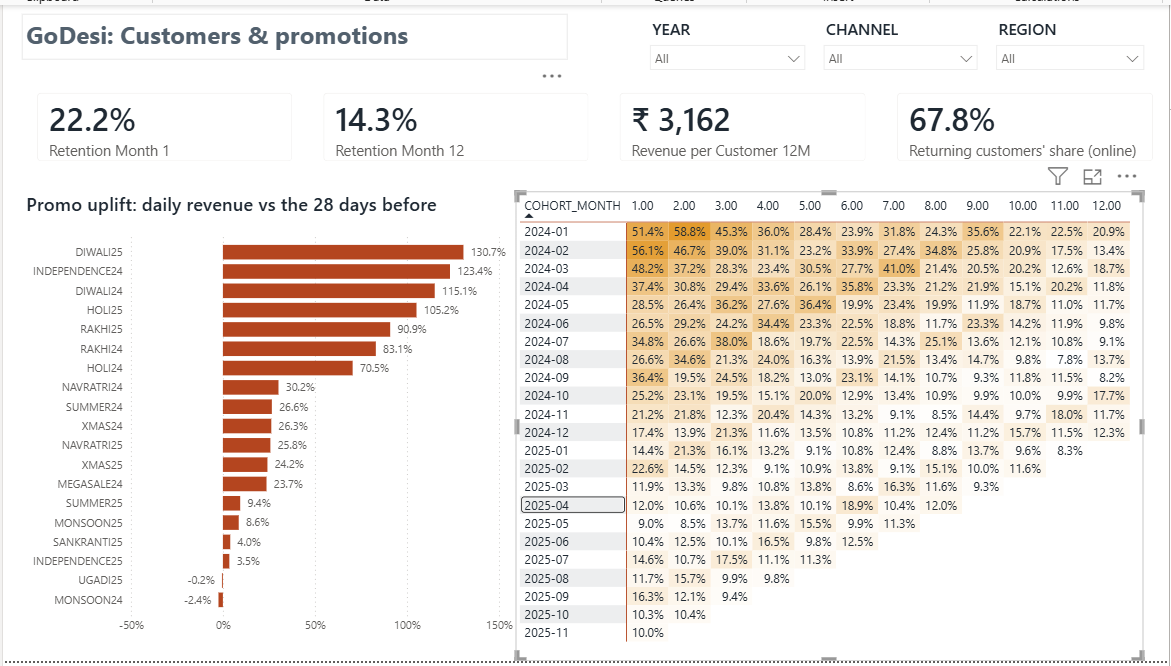 GoDesi: Customers & promotions
YEAR
All
CHANNEL
All
REGION
All
22.2%
Retention Month 1
14.3%
Retention Month 12
₹ 3,162
Revenue per Customer 12M
67.8%
Returning customers' share (online)
Promo uplift: daily revenue vs the 28 days before
DIWALI25 130.7%
INDEPENDENCE24 123.4%
DIWALI24 115.1%
HOLI25 105.2%
RAKHI25 90.9%
RAKHI24 83.1%
HOLI24 70.5%
NAVRATRI24 30.2%
SUMMER24 26.6%
XMAS24 26.3%
NAVRATRI25 25.8%
XMAS25 24.2%
MEGASALE24 23.7%
SUMMER25 9.4%
MONSOON25 8.6%
SANKRANTI25 4.0%
INDEPENDENCE25 3.5%
UGADI25 -0.2%
MONSOON24 -2.4%
-50% 0% 50% 100% 150%
COHORT_MONTH 1.00 2.00 3.00 4.00 5.00 6.00 7.00 8.00 9.00 10.00 11.00 12.00
2024-01 51.4% 58.8% 45.3% 36.0% 28.4% 23.9% 31.8% 24.3% 35.6% 22.1% 22.5% 20.9%
2024-02 56.1% 46.7% 39.0% 31.1% 23.2% 33.9% 27.4% 34.8% 25.8% 20.9% 17.5% 13.4%
2024-03 48.2% 37.2% 28.3% 23.4% 30.5% 27.7% 41.0% 21.4% 20.5% 20.2% 12.6% 18.7%
2024-04 37.4% 30.8% 29.4% 33.6% 26.1% 35.8% 23.3% 21.2% 21.9% 15.1% 20.2% 11.8%
2024-05 28.5% 26.4% 36.2% 27.6% 36.4% 19.9% 23.4% 19.9% 11.9% 18.7% 11.0% 11.7%
2024-06 26.5% 29.2% 24.2% 34.4% 23.3% 22.5% 18.8% 11.7% 23.3% 14.2% 11.9% 9.8%
2024-07 34.8% 26.6% 38.0% 18.6% 19.7% 22.5% 14.3% 25.1% 13.6% 12.1% 10.8% 9.1%
2024-08 26.6% 34.6% 21.3% 24.0% 16.3% 13.9% 21.5% 13.4% 14.7% 9.8% 7.8% 13.7%
2024-09 36.4% 19.5% 24.5% 18.2% 13.0% 23.1% 14.1% 10.7% 9.3% 11.8% 11.5% 8.2%
2024-10 25.2% 23.1% 19.5% 15.1% 20.0% 12.9% 13.4% 10.9% 9.9% 10.0% 9.9% 17.7%
2024-11 21.2% 21.8% 12.3% 20.4% 14.3% 13.2% 9.1% 8.5% 14.4% 9.7% 18.0% 11.7%
2024-12 17.4% 13.9% 21.3% 11.6% 13.5% 10.8% 11.2% 12.4% 11.2% 15.7% 11.5% 12.3%
2025-01 14.4% 21.3% 16.1% 13.2% 9.1% 10.8% 12.4% 8.8% 13.7% 9.6% 8.3%
2025-02 22.6% 14.5% 12.3% 9.1% 10.9% 13.8% 9.1% 15.1% 10.0% 11.6%
2025-03 11.9% 13.3% 9.8% 10.8% 13.8% 8.6% 16.3% 11.6% 9.3%
2025-04 12.0% 10.6% 10.1% 13.8% 10.1% 18.9% 10.4% 12.0%
2025-05 9.0% 8.5% 13.7% 11.6% 15.5% 9.9% 11.3%
2025-06 10.4% 12.5% 10.1% 16.5% 9.8% 12.5%
2025-07 14.6% 10.7% 17.5% 11.1% 11.3%
2025-08 11.7% 15.7% 9.9% 9.8%
2025-09 16.3% 12.1% 9.4%
2025-10 10.3% 10.4%
2025-11 10.0%